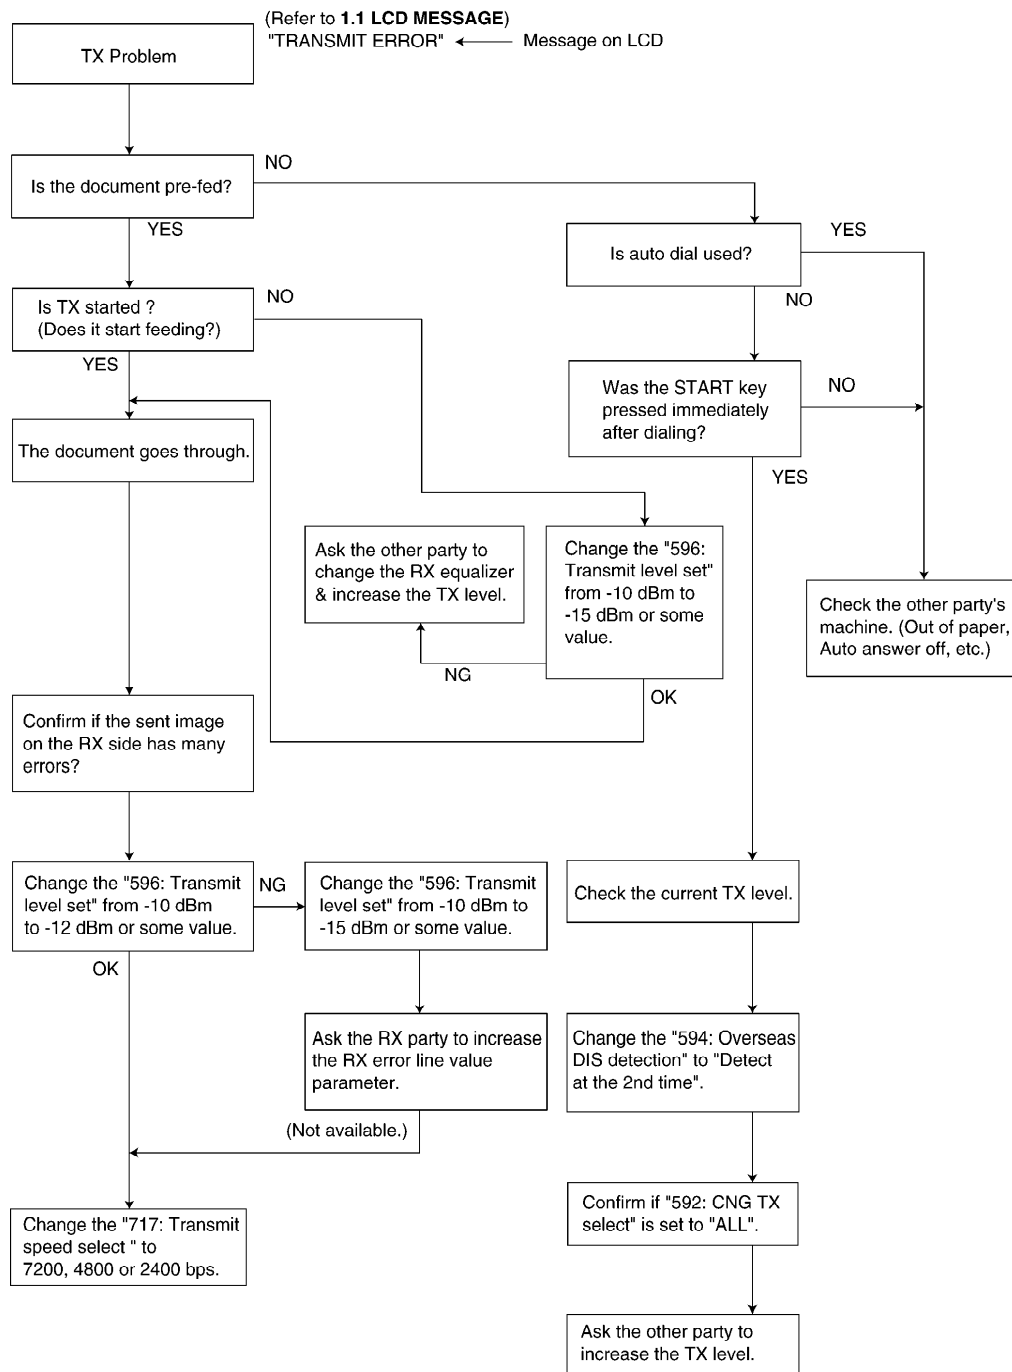 (Refer to 1.1 LCD MESSAGE)
"TRANSMIT ERROR" ← Message on LCD
TX Problem
Is the document pre-fed?
NO
YES
Is auto dial used?
YES
NO
Is TX started ?
(Does it start feeding?)
NO
YES
Was the START key
pressed immediately
after dialing?
NO
YES
The document goes through.
Ask the other party to
change the RX equalizer
& increase the TX level.
Change the "596:
Transmit level set"
from -10 dBm to
-15 dBm or some
value.
NG
OK
Check the other party's
machine. (Out of paper,
Auto answer off, etc.)
Confirm if the sent image
on the RX side has many
errors?
Change the "596: Transmit
level set" from -10 dBm
to -12 dBm or some value.
NG
OK
Change the "596: Transmit
level set" from -10 dBm to
-15 dBm or some value.
Check the current TX level.
Ask the RX party to increase
the RX error line value
parameter.
(Not available.)
Change the "594: Overseas
DIS detection" to "Detect
at the 2nd time".
Change the "717: Transmit
speed select " to
7200, 4800 or 2400 bps.
Confirm if "592: CNG TX
select" is set to "ALL".
Ask the other party to
increase the TX level.